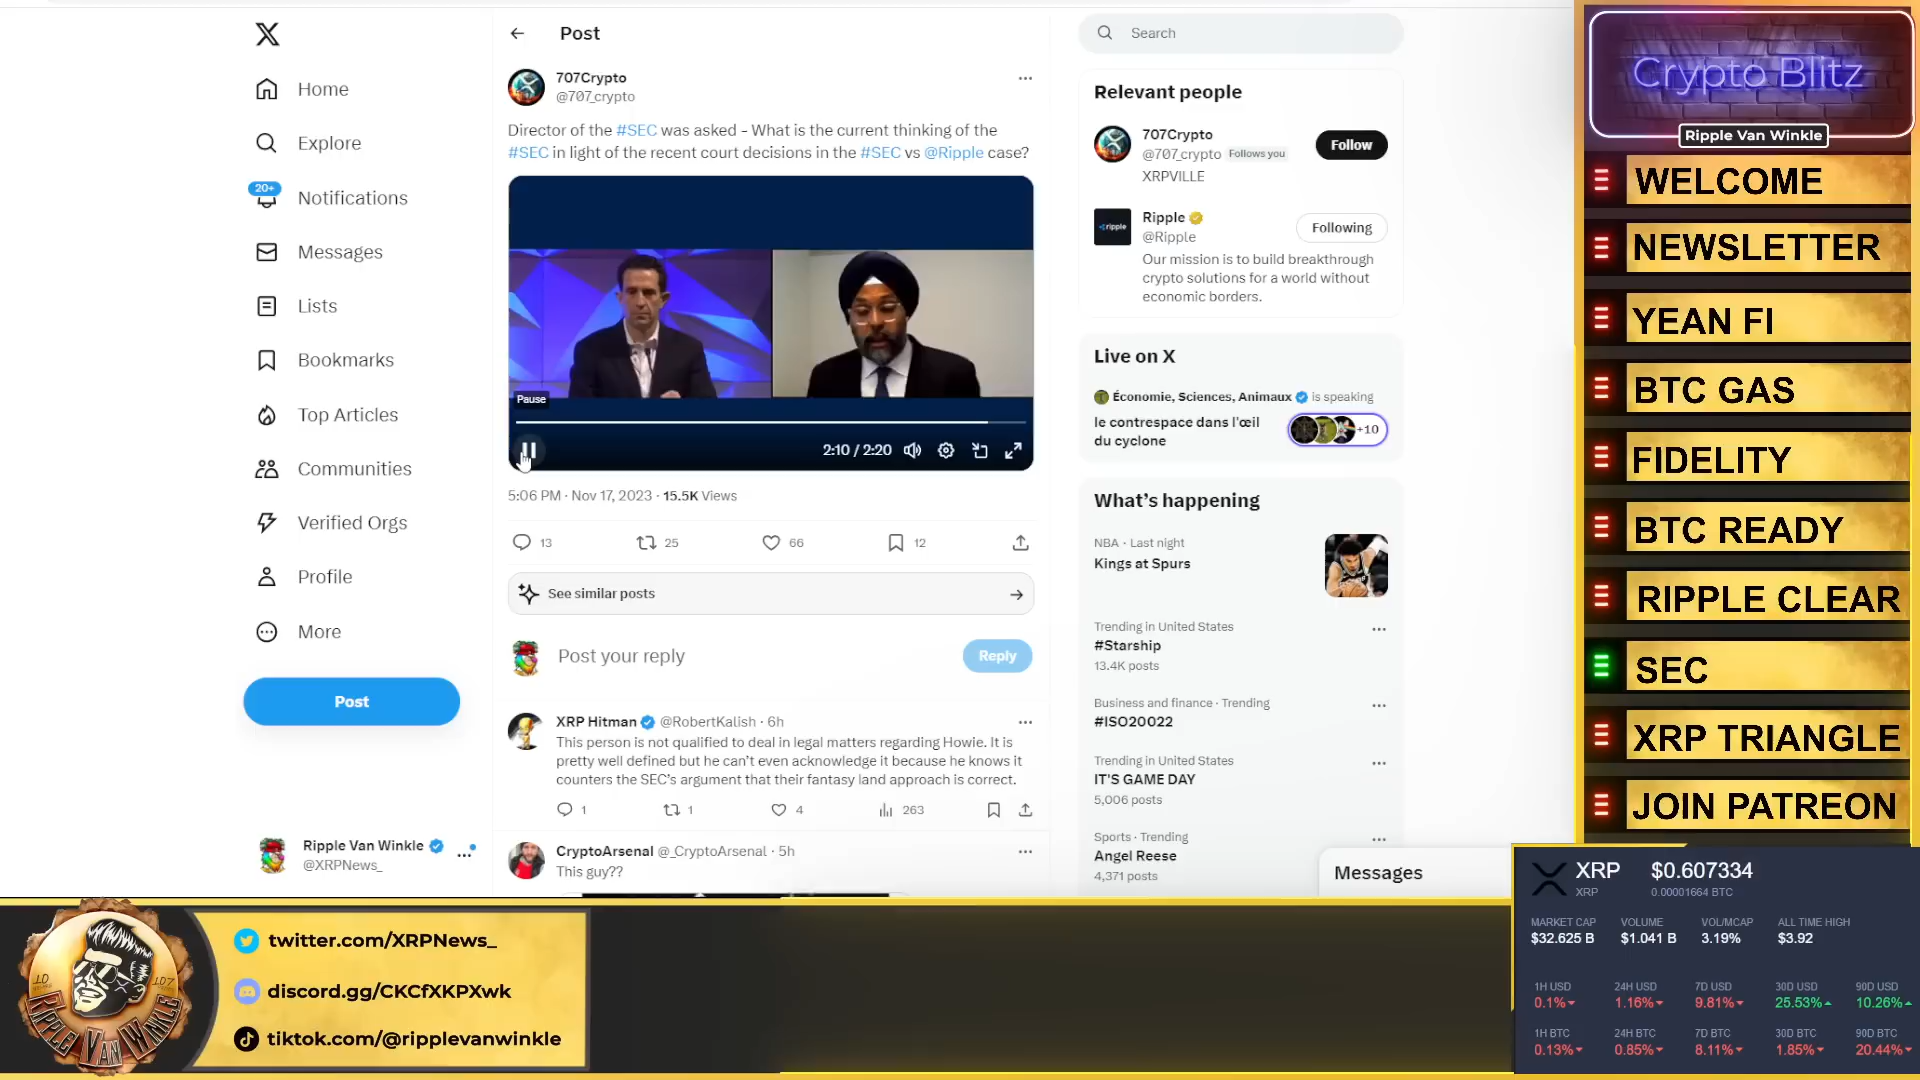 Home
Explore
20+
Notifications
Messages
Lists
Bookmarks
Top Articles
Communities
Verified Orgs
Profile
More
Post
Ripple Van Winkle
@XRPNews_
Post
707Crypto
@707_crypto
Director of the #SEC was asked - What is the current thinking of the
#SEC in light of the recent court decisions in the #SEC vs @Ripple case?
Pause
2:10 / 2:20
5:06 PM · Nov 17, 2023 · 15.5K Views
13
25
66
12
See similar posts
Post your reply
Reply
XRP Hitman @RobertKalish · 6h
This person is not qualified to deal in legal matters regarding Howie. It is
pretty well defined but he can't even acknowledge it because he knows it
counters the SEC's argument that their fantasy land approach is correct.
1
1
4
263
CryptoArsenal @_CryptoArsenal · 5h
This guy??
Search
Relevant people
707Crypto
@707_crypto Follows you
XRPVILLE
Follow
ripple
Ripple
@Ripple
Following
Our mission is to build breakthrough
crypto solutions for a world without
economic borders.
Live on X
Économie, Sciences, Animaux is speaking
le contrespace dans l'œil
du cyclone
+10
What's happening
NBA · Last night
Kings at Spurs
Trending in United States
#Starship
13.4K posts
Business and finance · Trending
#ISO20022
Trending in United States
IT'S GAME DAY
5,006 posts
Sports · Trending
Angel Reese
4,371 posts
Messages
Crypto Blitz
Ripple Van Winkle
WELCOME
NEWSLETTER
YEAN FI
BTC GAS
FIDELITY
BTC READY
RIPPLE CLEAR
SEC
XRP TRIANGLE
JOIN PATREON
XRP
XRP
$0.607334
0.00001664 BTC
MARKET CAP VOLUME VOL/MCAP ALL TIME HIGH
$32.625 B $1.041 B 3.19% $3.92
1H USD 24H USD 7D USD 30D USD 90D USD
0.1% 1.16% 9.81% 25.53% 10.26%
1H BTC 24H BTC 7D BTC 30D BTC 90D BTC
0.13% 0.85% 8.11% 1.85% 20.44%
10
107
RIPPLE VAN WINKLE
twitter.com/XRPNews_
discord.gg/CKCfXKPXwk
tiktok.com/@ripplevanwinkle